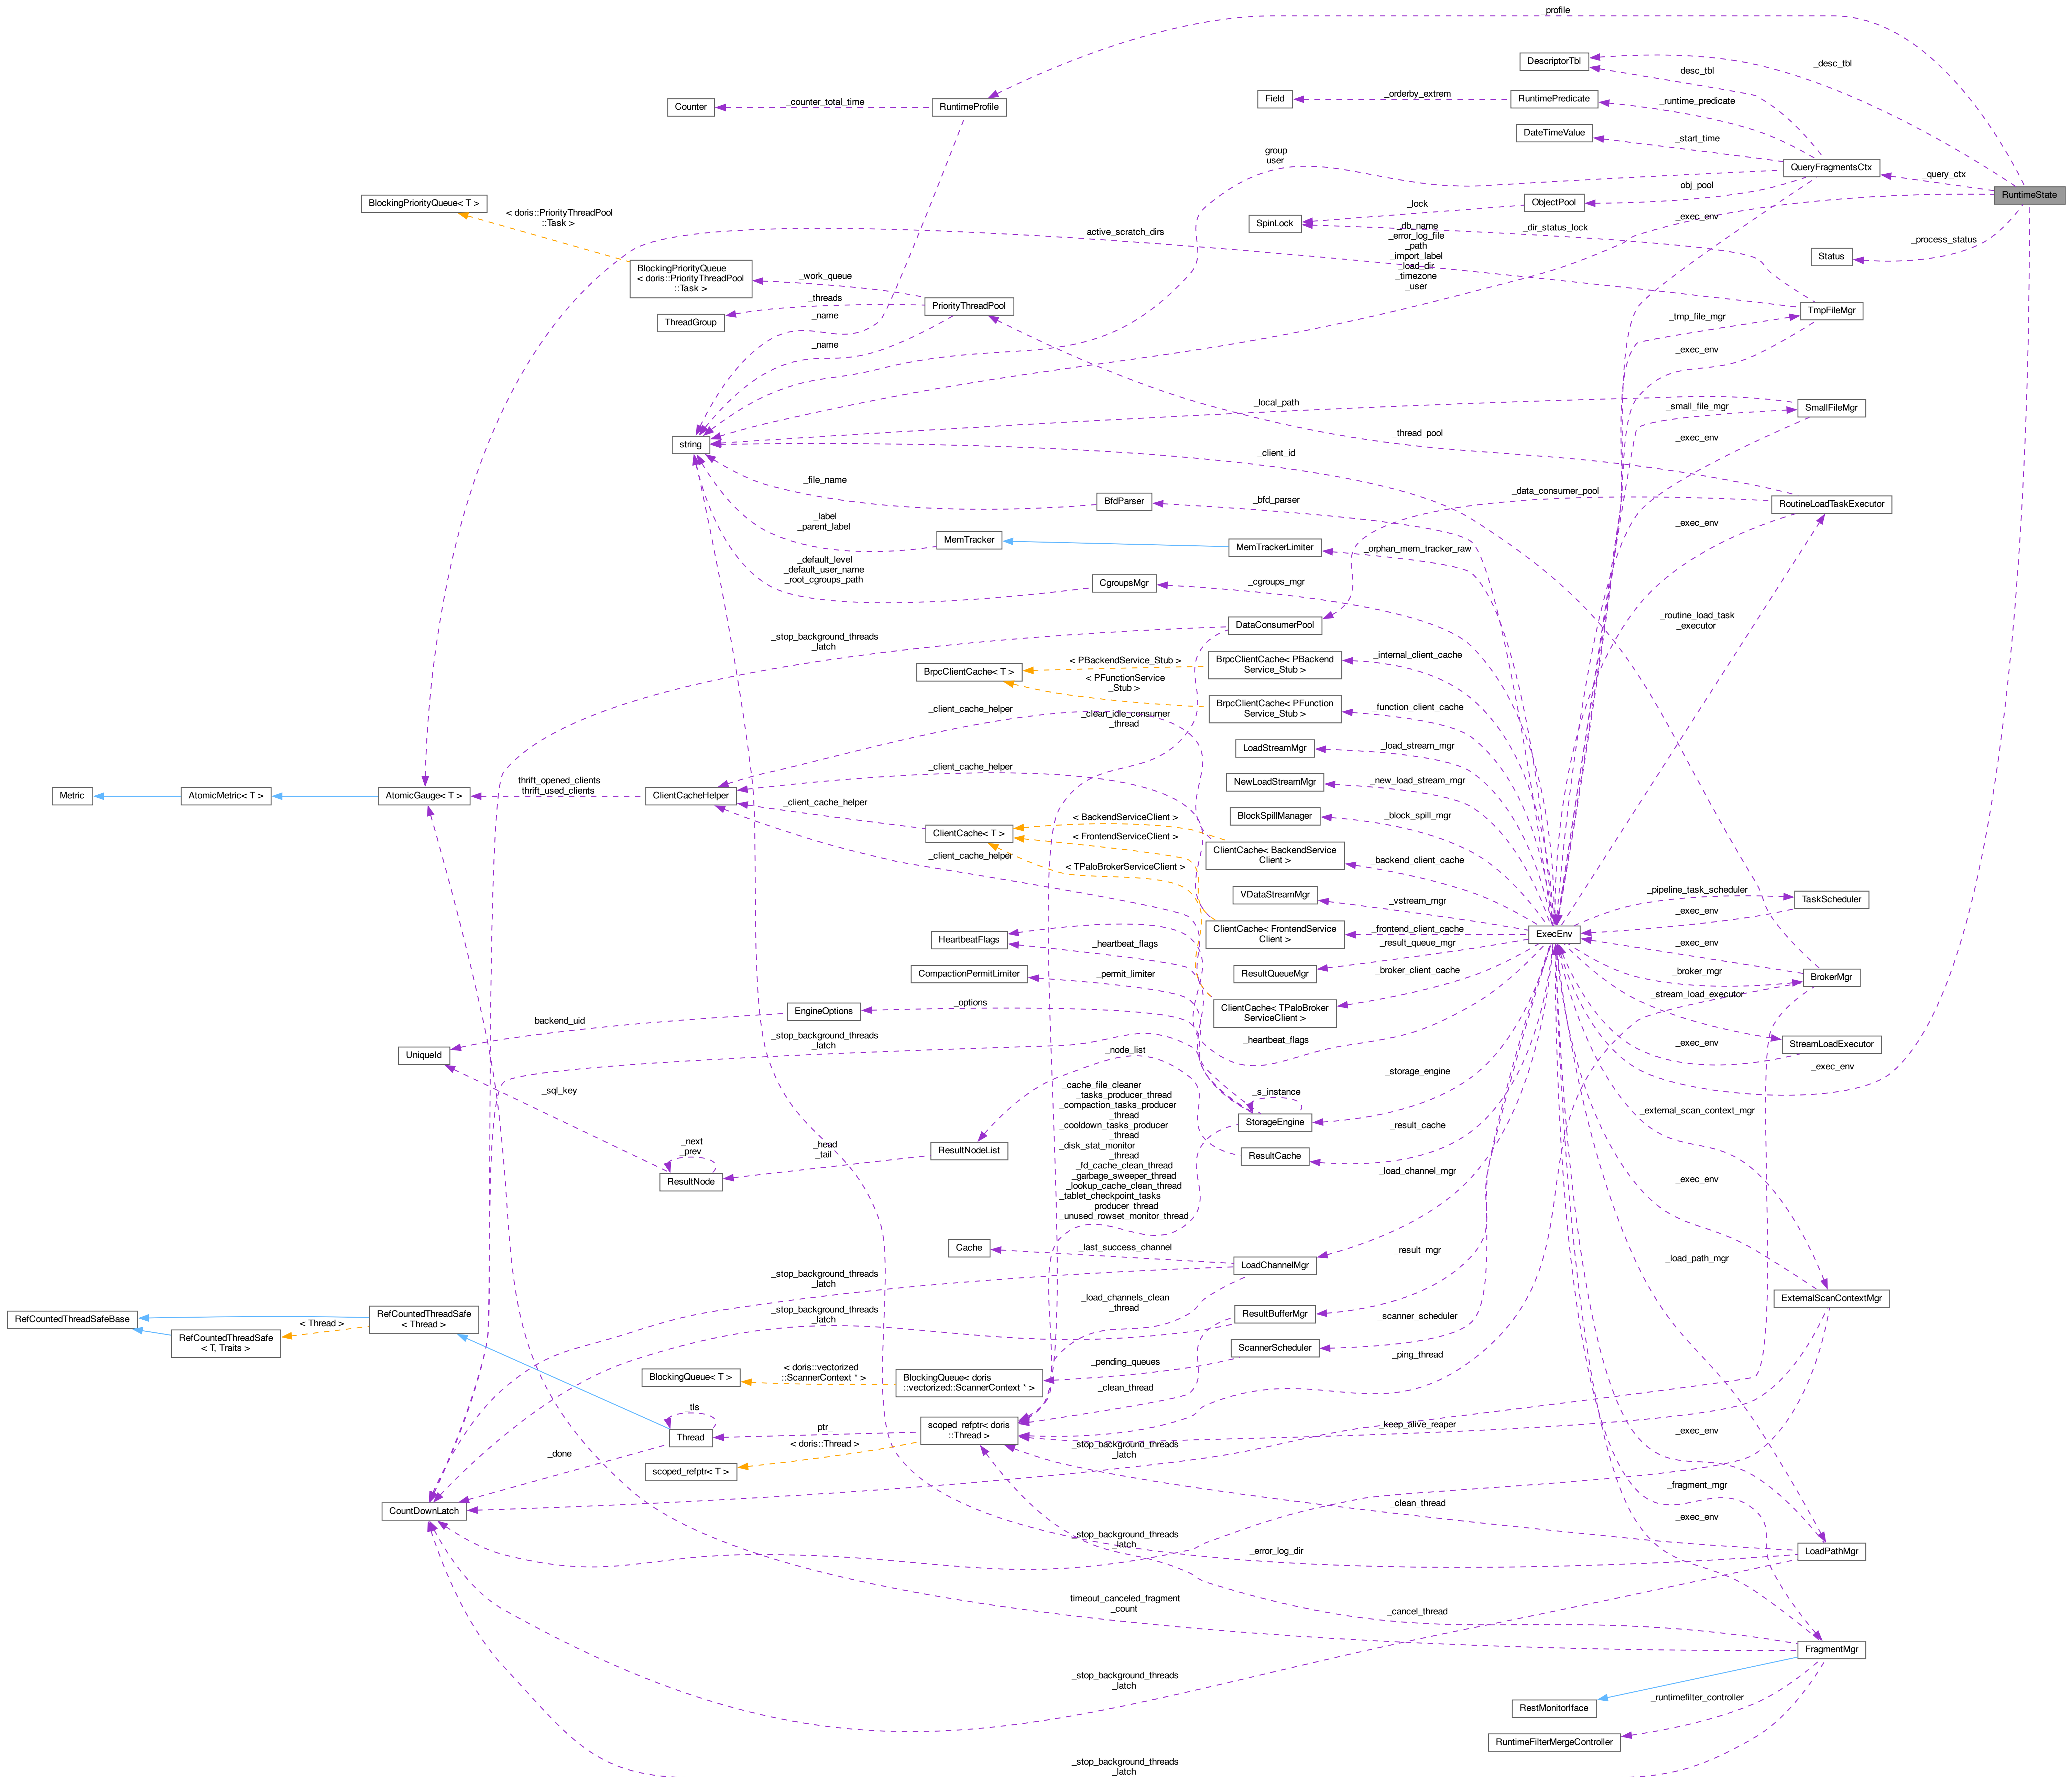 _profile
DescriptorTbl
_desc_tbl
desc_tbl
Counter
_counter_total_time
RuntimeProfile
Field
_orderby_extrem
RuntimePredicate
_runtime_predicate
DateTimeValue
_start_time
group
user
QueryFragmentsCtx
_query_ctx
RuntimeState
BlockingPriorityQueue< T >
< doris::PriorityThreadPool
::Task >
_lock
ObjectPool
obj_pool
SpinLock
_dir_status_lock
_exec_env
_db_name
_error_log_file
_path
_import_label
_load_dir
_timezone
_user
active_scratch_dirs
_process_status
Status
BlockingPriorityQueue
< doris::PriorityThreadPool
::Task >
_work_queue
_threads
ThreadGroup
PriorityThreadPool
_name
_name
_tmp_file_mgr
TmpFileMgr
_exec_env
_local_path
_small_file_mgr
SmallFileMgr
string
_thread_pool
_exec_env
_client_id
_file_name
BfdParser
_bfd_parser
_data_consumer_pool
RoutineLoadTaskExecutor
_exec_env
_label
_parent_label
MemTracker
MemTrackerLimiter
_orphan_mem_tracker_raw
_default_level
_default_user_name
_root_cgroups_path
CgroupsMgr
_cgroups_mgr
DataConsumerPool
_routine_load_task
_executor
_stop_background_threads
_latch
BrpcClientCache< T >
< PBackendService_Stub >
BrpcClientCache< PBackend
Service_Stub >
_internal_client_cache
< PFunctionService
_Stub >
BrpcClientCache< PFunction
Service_Stub >
_function_client_cache
_client_cache_helper
_clean_idle_consumer
_thread
LoadStreamMgr
_load_stream_mgr
NewLoadStreamMgr
_new_load_stream_mgr
Metric
AtomicMetric< T >
AtomicGauge< T >
thrift_opened_clients
thrift_used_clients
ClientCacheHelper
_client_cache_helper
_client_cache_helper
ClientCache< T >
< BackendServiceClient >
BlockSpillManager
_block_spill_mgr
< FrontendServiceClient >
ClientCache< BackendService
Client >
_backend_client_cache
_client_cache_helper
< TPaloBrokerServiceClient >
VDataStreamMgr
_vstream_mgr
_pipeline_task_scheduler
TaskScheduler
_exec_env
HeartbeatFlags
_heartbeat_flags
ClientCache< FrontendService
Client >
_frontend_client_cache
ExecEnv
_result_queue_mgr
ResultQueueMgr
_exec_env
CompactionPermitLimiter
_permit_limiter
_broker_client_cache
_broker_mgr
BrokerMgr
_stream_load_executor
EngineOptions
_options
ClientCache< TPaloBroker
ServiceClient >
backend_uid
_heartbeat_flags
StreamLoadExecutor
_exec_env
UniqueId
_stop_background_threads
_latch
_node_list
_exec_env
_storage_engine
_sql_key
_cache_file_cleaner
_tasks_producer_thread
_compaction_tasks_producer
_thread
_cooldown_tasks_producer
_thread
_disk_stat_monitor
_thread
_fd_cache_clean_thread
_garbage_sweeper_thread
_lookup_cache_clean_thread
_tablet_checkpoint_tasks
_producer_thread
_unused_rowset_monitor_thread
_s_instance
StorageEngine
_external_scan_context_mgr
_result_cache
_next
_prev
ResultNode
_head
_tail
ResultNodeList
ResultCache
_load_channel_mgr
_exec_env
Cache
_last_success_channel
LoadChannelMgr
_result_mgr
_load_path_mgr
_stop_background_threads
_latch
ExternalScanContextMgr
_load_channels_clean
_thread
ResultBufferMgr
_scanner_scheduler
RefCountedThreadSafeBase
RefCountedThreadSafe
< Thread >
< Thread >
RefCountedThreadSafe
< T, Traits >
_stop_background_threads
_latch
ScannerScheduler
_ping_thread
BlockingQueue< T >
< doris::vectorized
::ScannerContext * >
BlockingQueue< doris
::vectorized::ScannerContext * >
_pending_queues
_clean_thread
_tls
Thread
ptr_
scoped_refptr< doris
::Thread >
_keep_alive_reaper
_exec_env
_done
< doris::Thread >
scoped_refptr< T >
_stop_background_threads
_latch
_fragment_mgr
CountDownLatch
_clean_thread
_exec_env
_stop_background_threads
_latch
_error_log_dir
LoadPathMgr
timeout_canceled_fragment
_count
_cancel_thread
FragmentMgr
_stop_background_threads
_latch
_runtimefilter_controller
RestMonitorIface
RuntimeFilterMergeController
_stop_background_threads
_latch